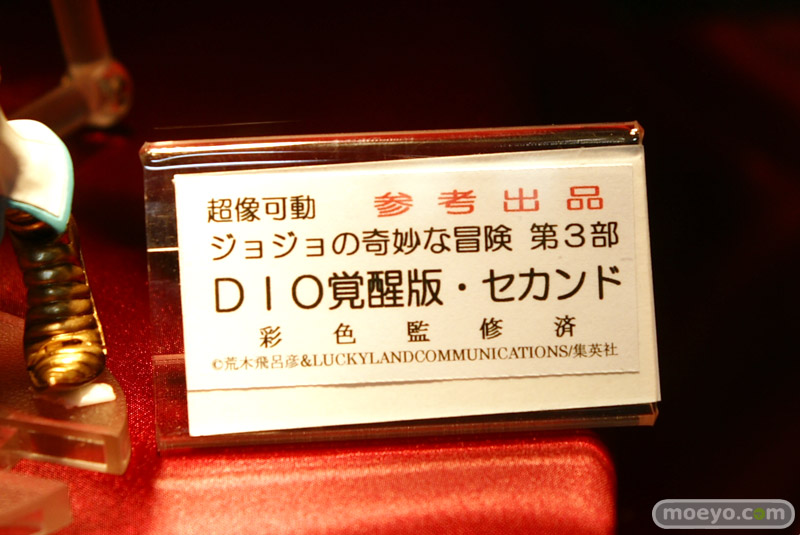 超像可動 参考出品
ジョジョの奇妙な冒険 第3部
DIO覚醒版・セカンド
彩色監修済
©荒木飛呂彦&LUCKYLANDCOMMUNICATIONS/集英社
moeyo.com